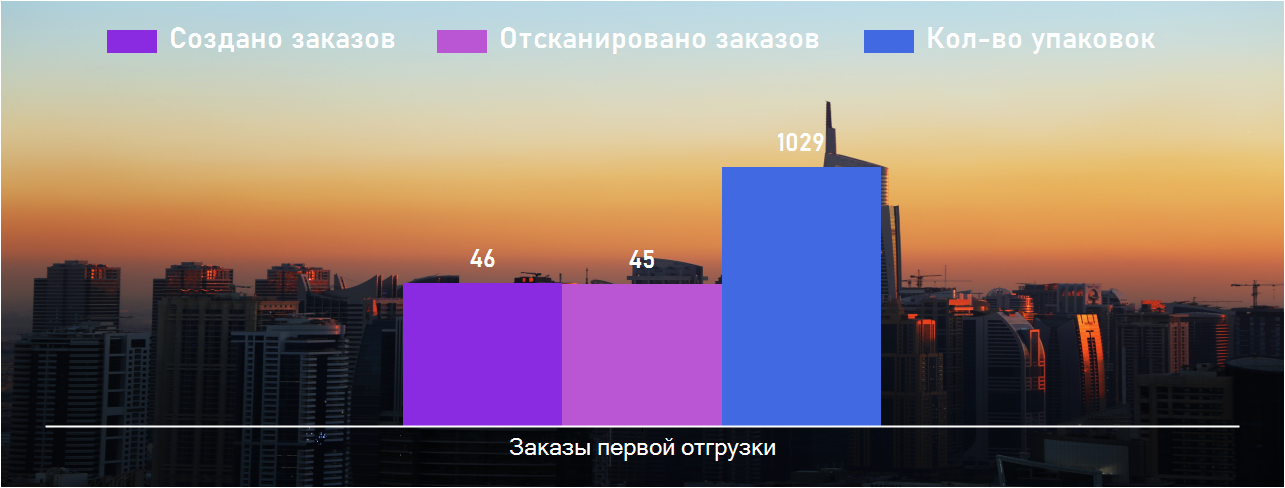 Создано заказов Отсканировано заказов Кол-во упаковок
1029
46 45
Заказы первой отгрузки